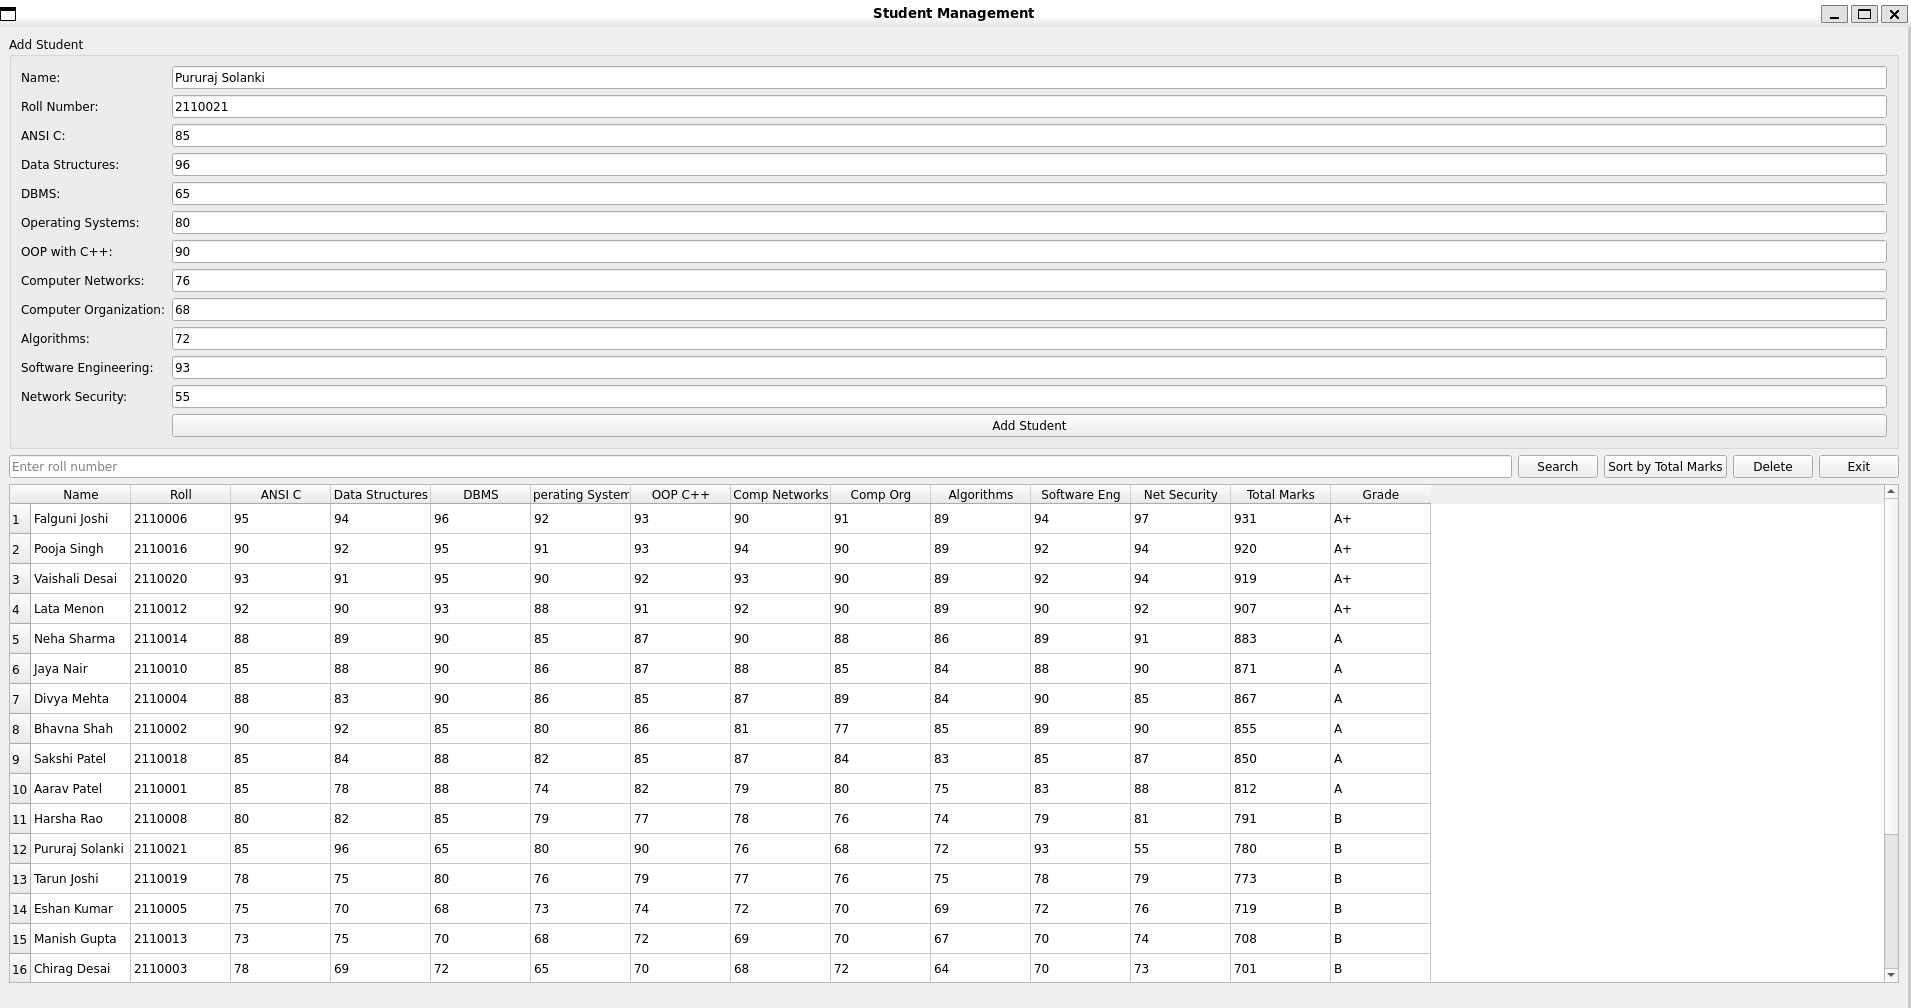 Student Management
Add Student
Name: Pururaj Solanki
Roll Number: 2110021
ANSI C: 85
Data Structures: 96
DBMS: 65
Operating Systems: 80
OOP with C++: 90
Computer Networks: 76
Computer Organization: 68
Algorithms: 72
Software Engineering: 93
Network Security: 55
Add Student
Enter roll number Search Sort by Total Marks Delete Exit
Name Roll ANSI C Data Structures DBMS perating System OOP C++ Comp Networks Comp Org Algorithms Software Eng Net Security Total Marks Grade
1 Falguni Joshi 2110006 95 94 96 92 93 90 91 89 94 97 931 A+
2 Pooja Singh 2110016 90 92 95 91 93 94 90 89 92 94 920 A+
3 Vaishali Desai 2110020 93 91 95 90 92 93 90 89 92 94 919 A+
4 Lata Menon 2110012 92 90 93 88 91 92 90 89 90 92 907 A+
5 Neha Sharma 2110014 88 89 90 85 87 90 88 86 89 91 883 A
6 Jaya Nair 2110010 85 88 90 86 87 88 85 84 88 90 871 A
7 Divya Mehta 2110004 88 83 90 86 85 87 89 84 90 85 867 A
8 Bhavna Shah 2110002 90 92 85 80 86 81 77 85 89 90 855 A
9 Sakshi Patel 2110018 85 84 88 82 85 87 84 83 85 87 850 A
10 Aarav Patel 2110001 85 78 88 74 82 79 80 75 83 88 812 A
11 Harsha Rao 2110008 80 82 85 79 77 78 76 74 79 81 791 B
12 Pururaj Solanki 2110021 85 96 65 80 90 76 68 72 93 55 780 B
13 Tarun Joshi 2110019 78 75 80 76 79 77 76 75 78 79 773 B
14 Eshan Kumar 2110005 75 70 68 73 74 72 70 69 72 76 719 B
15 Manish Gupta 2110013 73 75 70 68 72 69 70 67 70 74 708 B
16 Chirag Desai 2110003 78 69 72 65 70 68 72 64 70 73 701 B